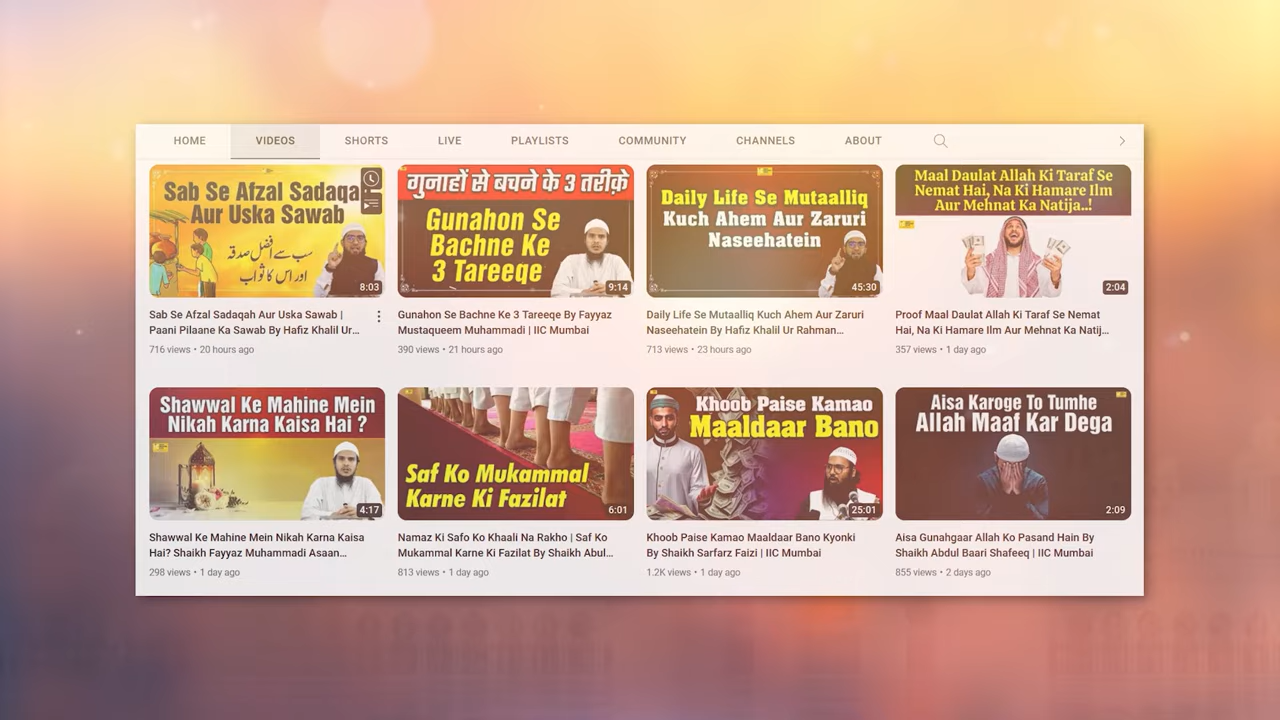 HOME VIDEOS SHORTS LIVE PLAYLISTS COMMUNITY CHANNELS ABOUT
Sab Se Afzal Sadaqa
Aur Uska Sawab
سب سے افضل صدقہ
اور اس کا ثواب
8:03
Sab Se Afzal Sadaqah Aur Uska Sawab |
Paani Pilaane Ka Sawab By Hafiz Khalil Ur...
716 views • 20 hours ago
गुनाहों से बचने के 3 तरीक़े
Gunahon Se
Bachne Ke
3 Tareeqe
9:14
Gunahon Se Bachne Ke 3 Tareeqe By Fayyaz
Mustaqeem Muhammadi | IIC Mumbai
390 views • 21 hours ago
Daily Life Se Mutaalliq
Kuch Ahem Aur Zaruri
Naseehatein
45:30
Daily Life Se Mutaalliq Kuch Ahem Aur Zaruri
Naseehatein By Hafiz Khalil Ur Rahman...
713 views • 23 hours ago
Maal Daulat Allah Ki Taraf Se
Nemat Hai, Na Ki Hamare Ilm
Aur Mehnat Ka Natija..!
2:04
Proof Maal Daulat Allah Ki Taraf Se Nemat
Hai, Na Ki Hamare Ilm Aur Mehnat Ka Natij...
357 views • 1 day ago
Shawwal Ke Mahine Mein
Nikah Karna Kaisa Hai ?
4:17
Shawwal Ke Mahine Mein Nikah Karna Kaisa
Hai? Shaikh Fayyaz Muhammadi Asaan...
298 views • 1 day ago
Saf Ko Mukammal
Karne Ki Fazilat
6:01
Namaz Ki Safo Ko Khaali Na Rakho | Saf Ko
Mukammal Karne Ki Fazilat By Shaikh Abul...
813 views • 1 day ago
Khoob Paise Kamao
Maaldaar Bano
25:01
Khoob Paise Kamao Maaldaar Bano Kyonki
By Shaikh Sarfarz Faizi | IIC Mumbai
1.2K views • 1 day ago
Aisa Karoge To Tumhe
Allah Maaf Kar Dega
2:09
Aisa Gunahgaar Allah Ko Pasand Hain By
Shaikh Abdul Baari Shafeeq | IIC Mumbai
855 views • 2 days ago